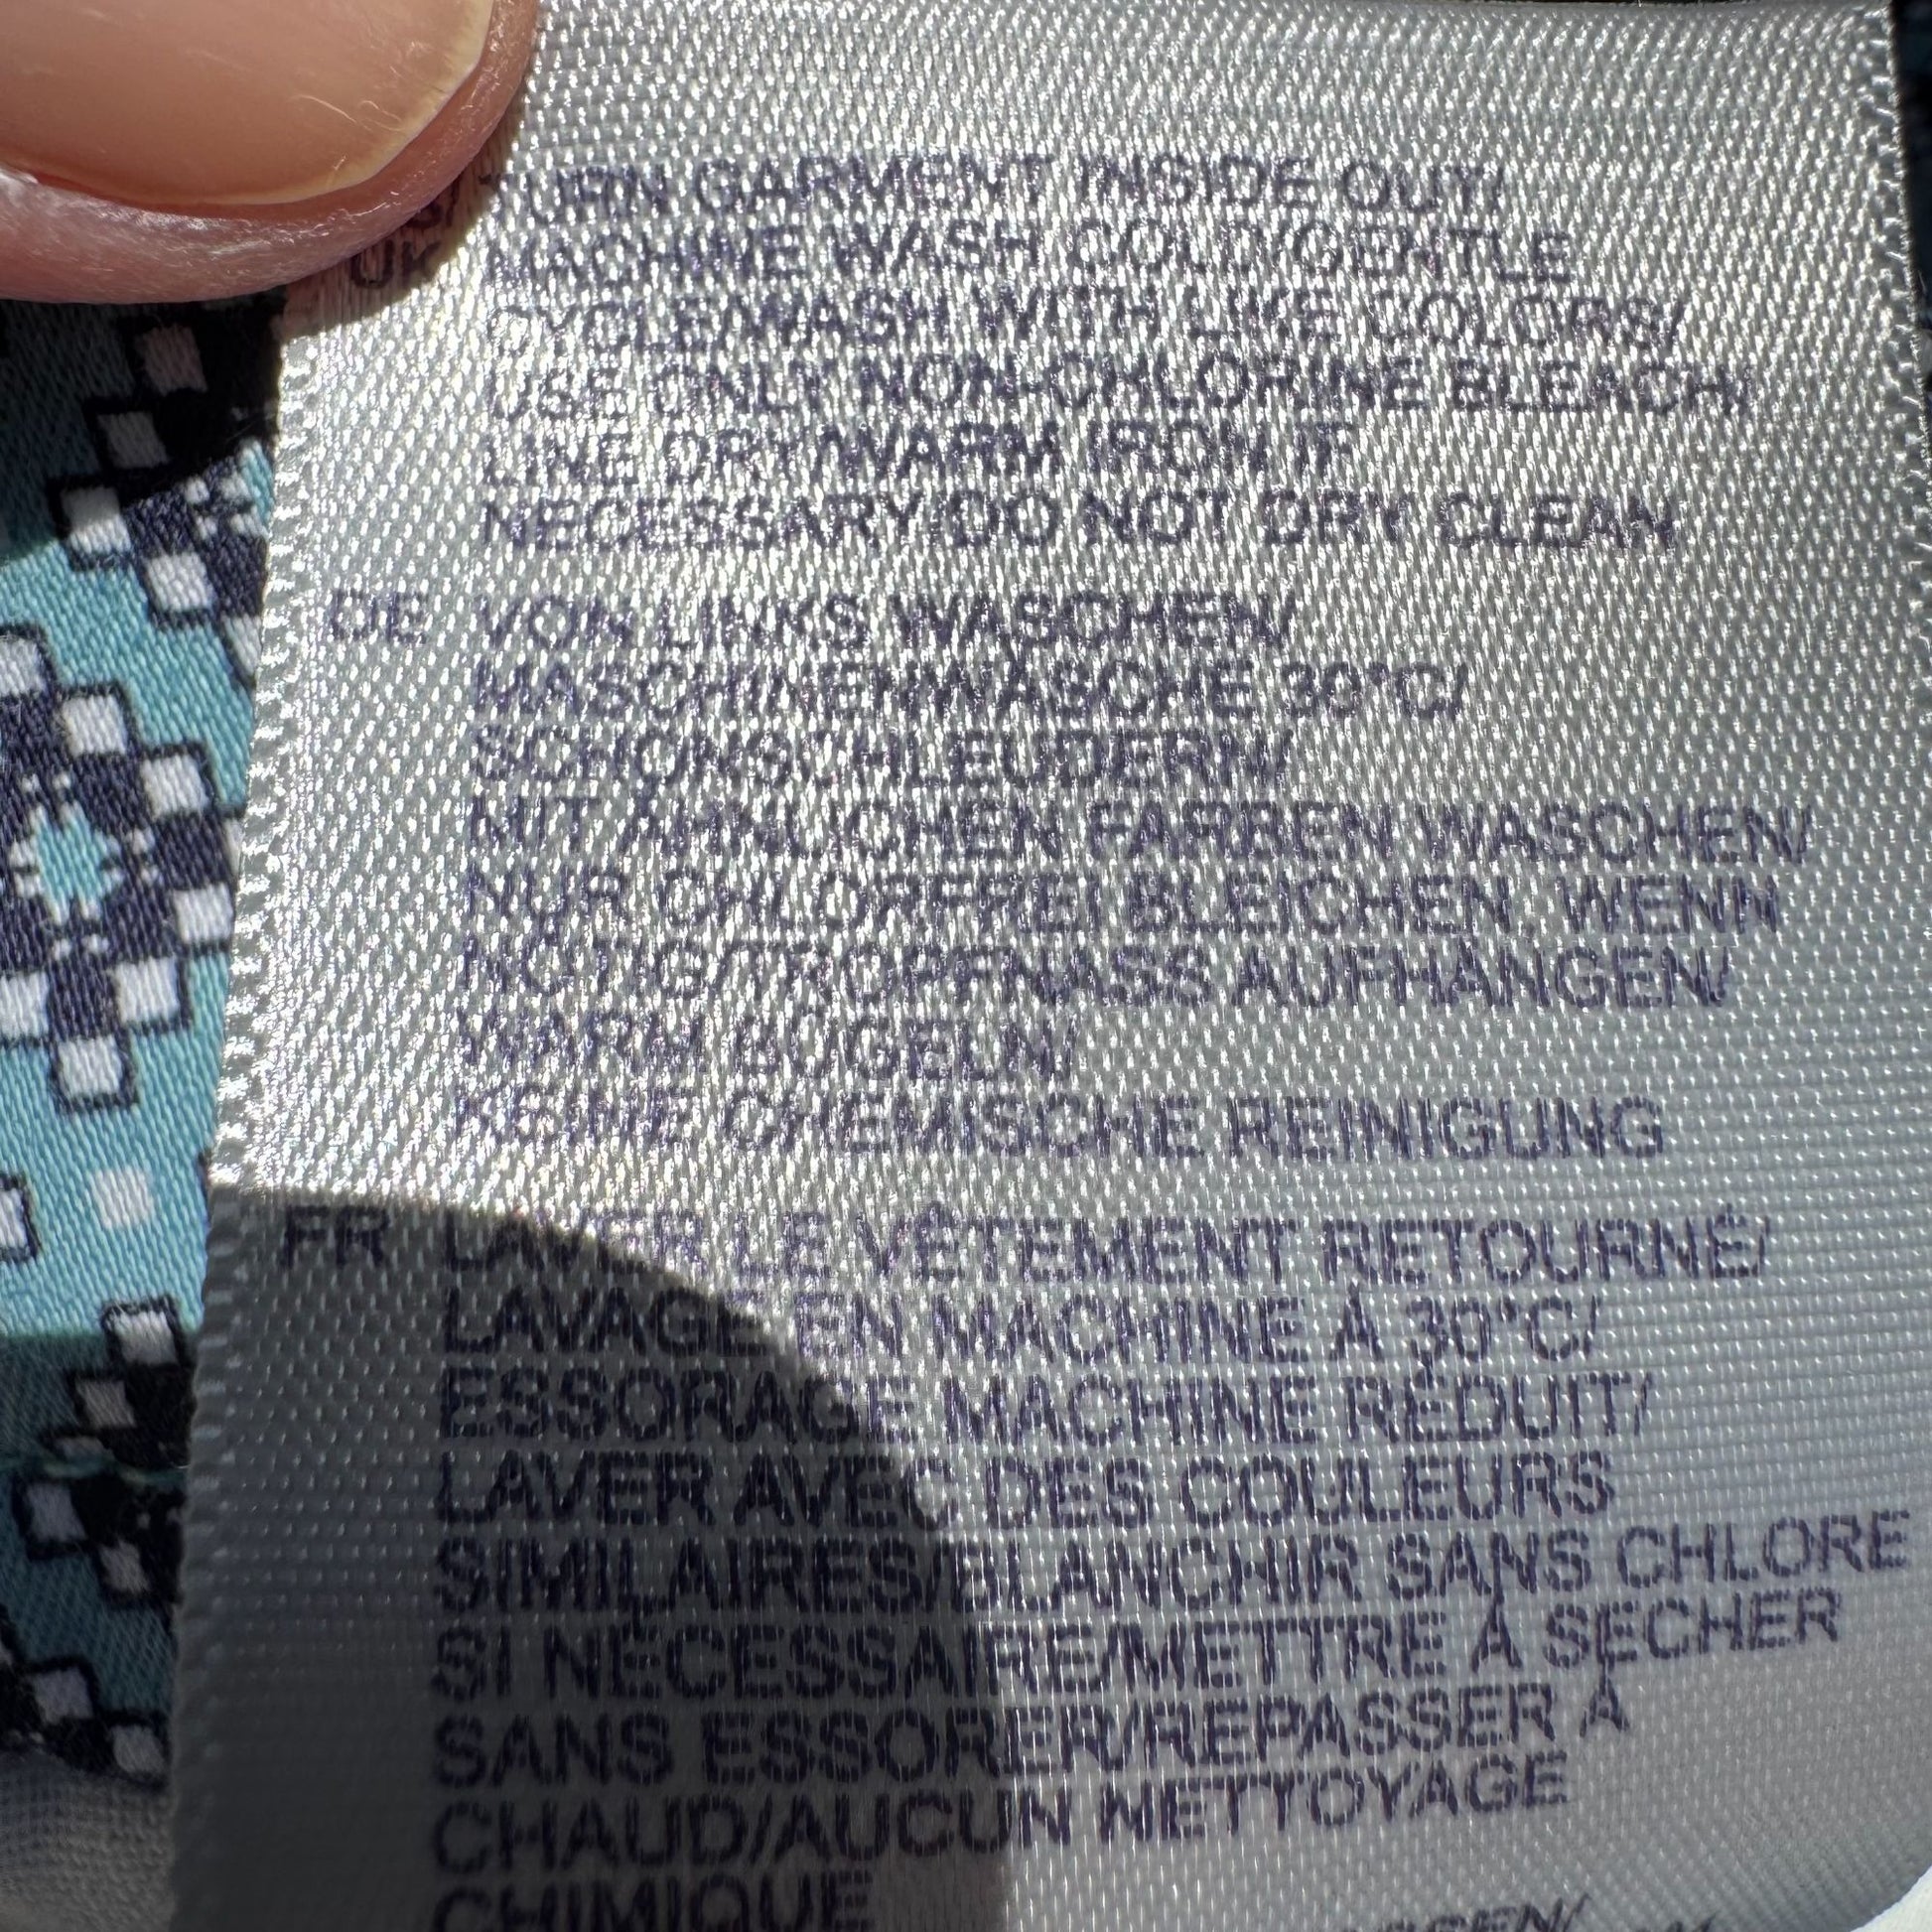 US/ TURN GARMENT INSIDE OUT/
UK MACHINE WASH COLD/GENTLE
CYCLE/WASH WITH LIKE COLORS/
USE ONLY NON-CHLORINE BLEACH/
LINE DRY/WARM IRON IF
NECESSARY/DO NOT DRY CLEAN
DE VON LINKS WASCHEN/
MASCHINENWÄSCHE 30°C/
SCHONSCHLEUDERN/
MIT ÄHNLICHEN FARBEN WASCHEN/
NUR CHLORFREI BLEICHEN, WENN
NÖTIG/TROPFNASS AUFHÄNGEN/
WARM BÜGELN/
KEINE CHEMISCHE REINIGUNG
FR LAVER LE VÊTEMENT RETOURNÉ/
LAVAGE EN MACHINE À 30°C/
ESSORAGE MACHINE RÉDUIT/
LAVER AVEC DES COULEURS
SIMILAIRES/BLANCHIR SANS CHLORE
SI NÉCESSAIRE/METTRE À SÉCHER
SANS ESSORER/REPASSER À
CHAUD/AUCUN NETTOYAGE
CHIMIQUE